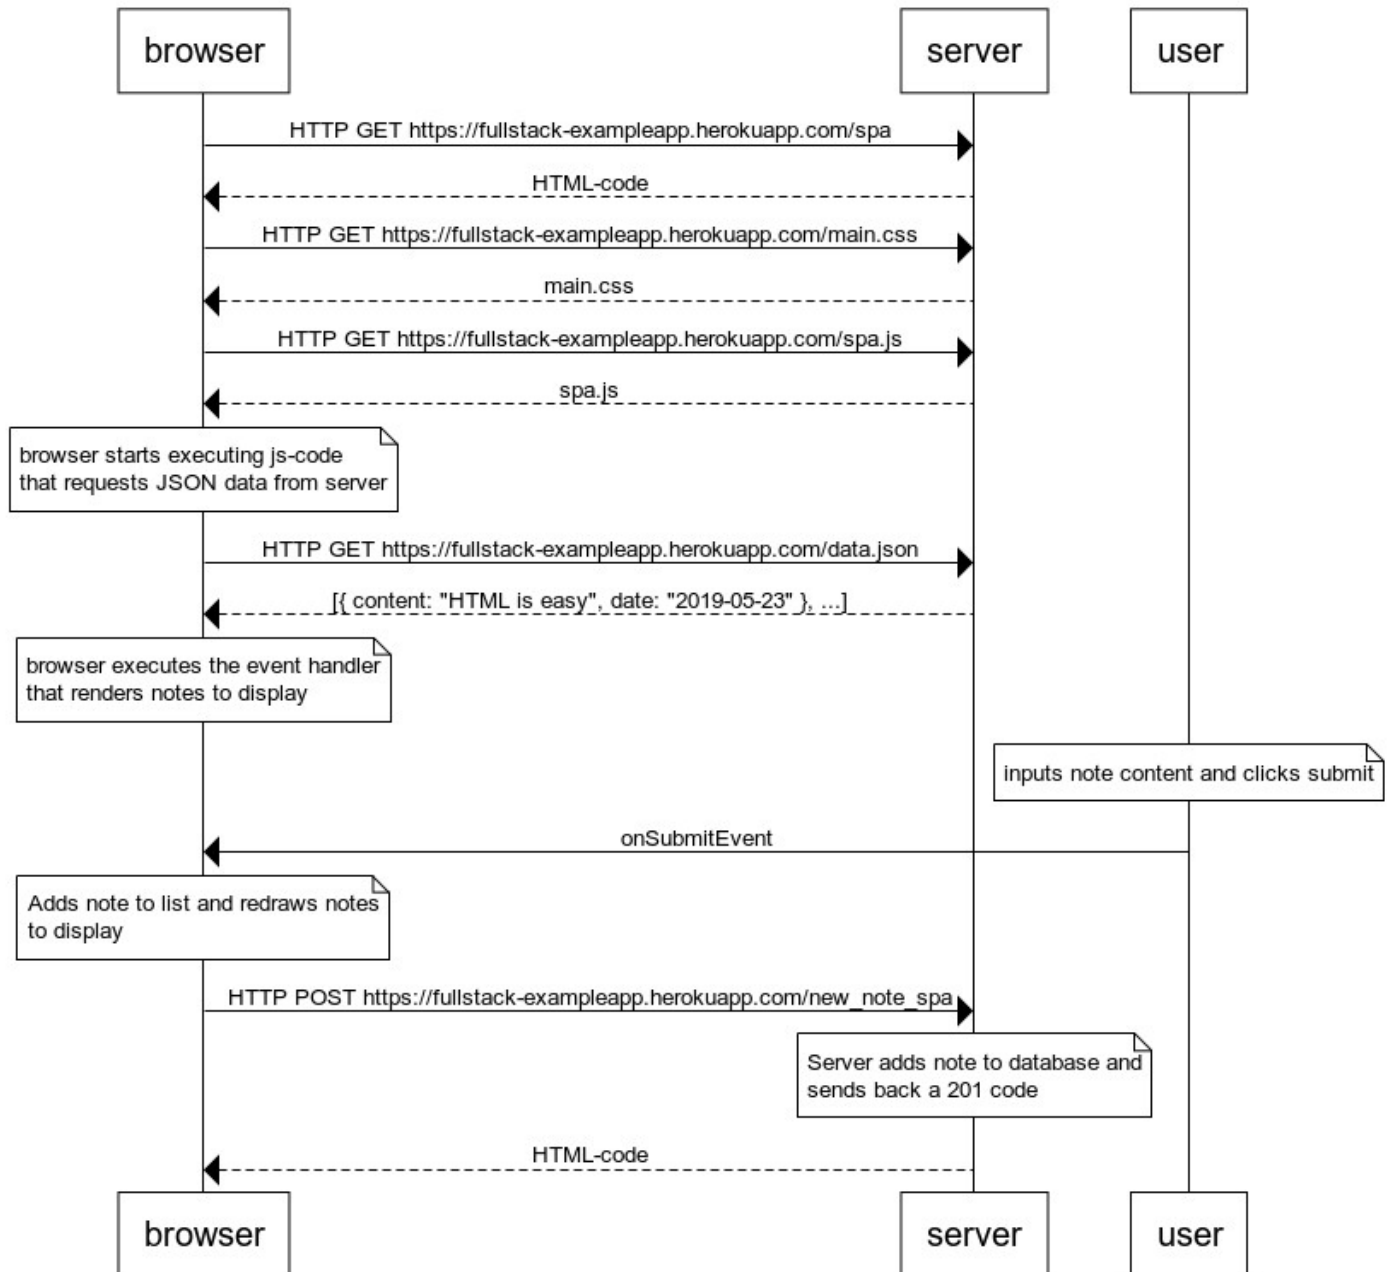 browser
server
user
HTTP GET https://fullstack-exampleapp.herokuapp.com/spa
HTML-code
HTTP GET https://fullstack-exampleapp.herokuapp.com/main.css
main.css
HTTP GET https://fullstack-exampleapp.herokuapp.com/spa.js
spa.js
browser starts executing js-code
that requests JSON data from server
HTTP GET https://fullstack-exampleapp.herokuapp.com/data.json
[{ content: "HTML is easy", date: "2019-05-23" }, ...]
browser executes the event handler
that renders notes to display
inputs note content and clicks submit
onSubmitEvent
Adds note to list and redraws notes
to display
HTTP POST https://fullstack-exampleapp.herokuapp.com/new_note_spa
Server adds note to database and
sends back a 201 code
HTML-code
browser
server
user